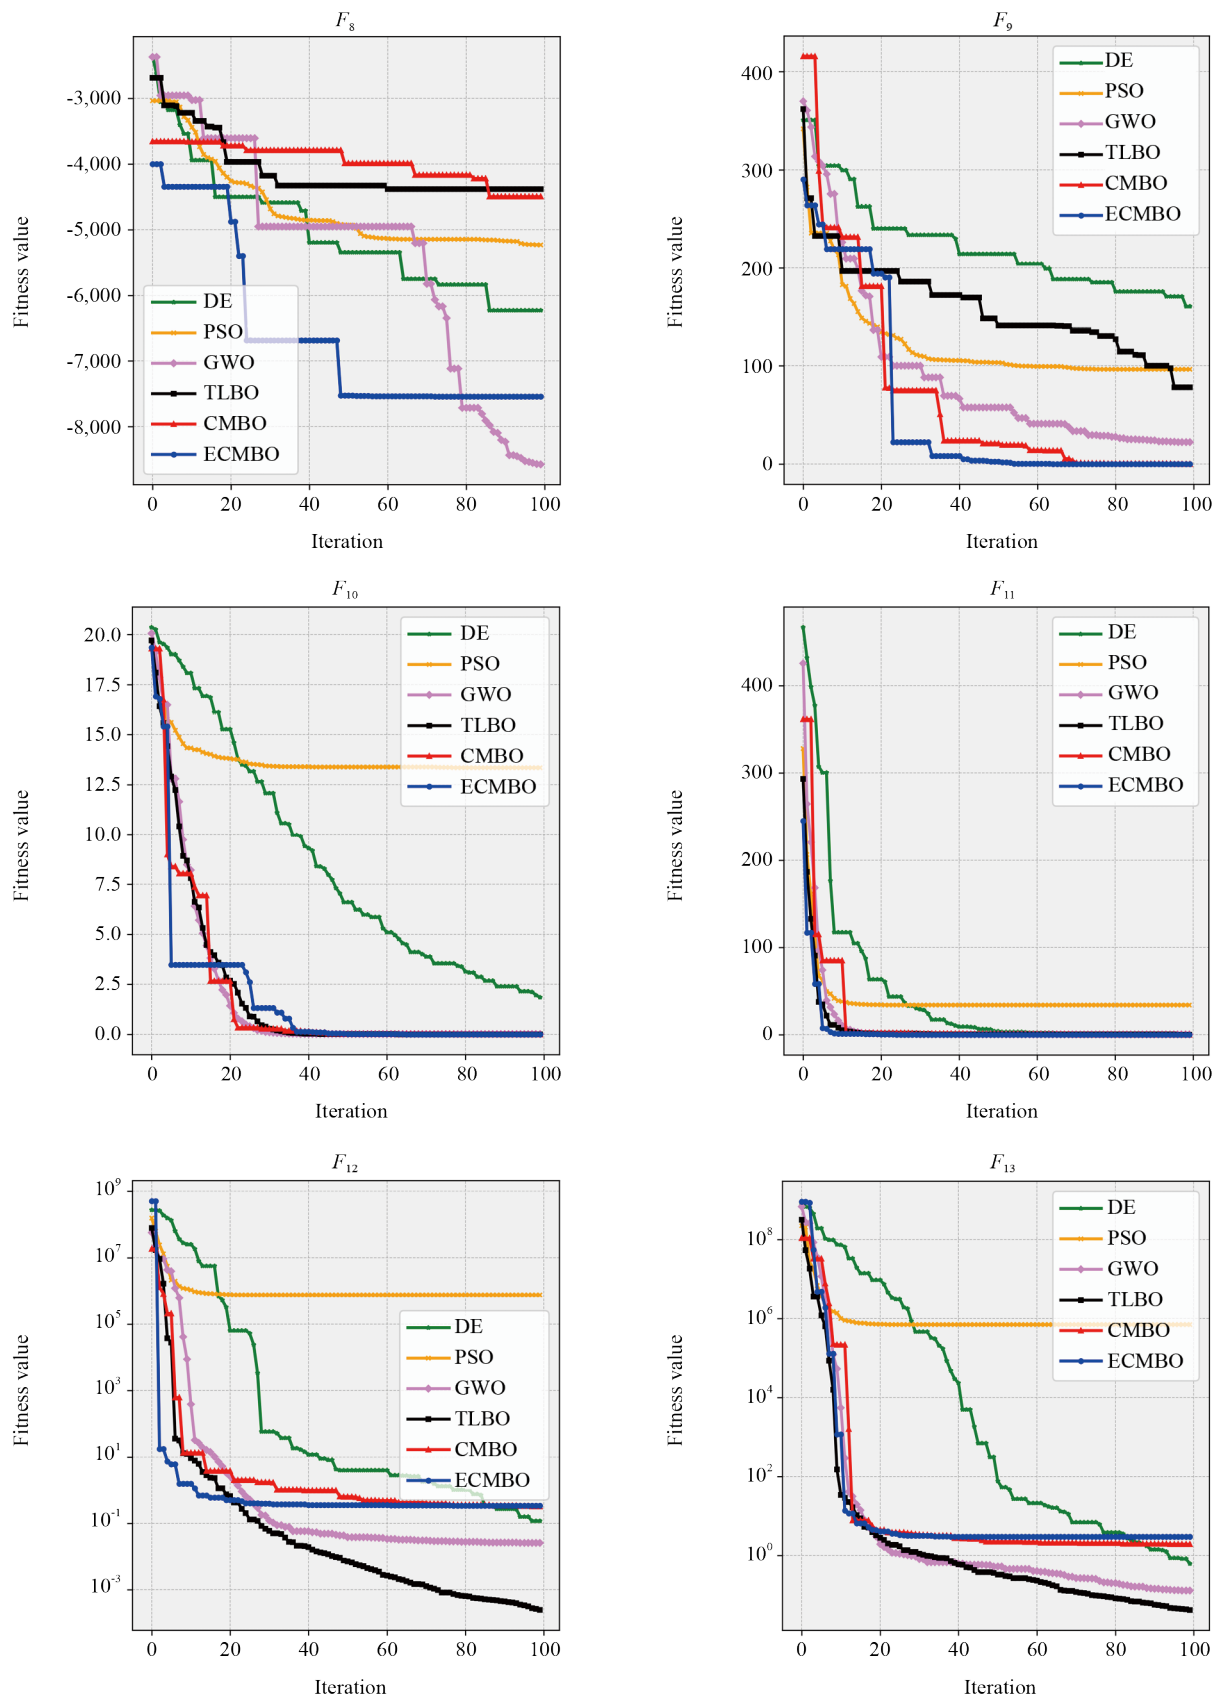 F8
-3,000
-4,000
-5,000
-6,000
-7,000
-8,000
Fitness value
DE
PSO
GWO
TLBO
CMBO
ECMBO
0 20 40 60 80 100
Iteration
F9
400
300
200
100
0
Fitness value
DE
PSO
GWO
TLBO
CMBO
ECMBO
0 20 40 60 80 100
Iteration
F10
20.0
17.5
15.0
12.5
10.0
7.5
5.0
2.5
0.0
Fitness value
DE
PSO
GWO
TLBO
CMBO
ECMBO
0 20 40 60 80 100
Iteration
F11
400
300
200
100
0
Fitness value
DE
PSO
GWO
TLBO
CMBO
ECMBO
0 20 40 60 80 100
Iteration
F12
10^9
10^7
10^5
10^3
10^1
10^-1
10^-3
Fitness value
DE
PSO
GWO
TLBO
CMBO
ECMBO
0 20 40 60 80 100
Iteration
F13
10^8
10^6
10^4
10^2
10^0
Fitness value
DE
PSO
GWO
TLBO
CMBO
ECMBO
0 20 40 60 80 100
Iteration